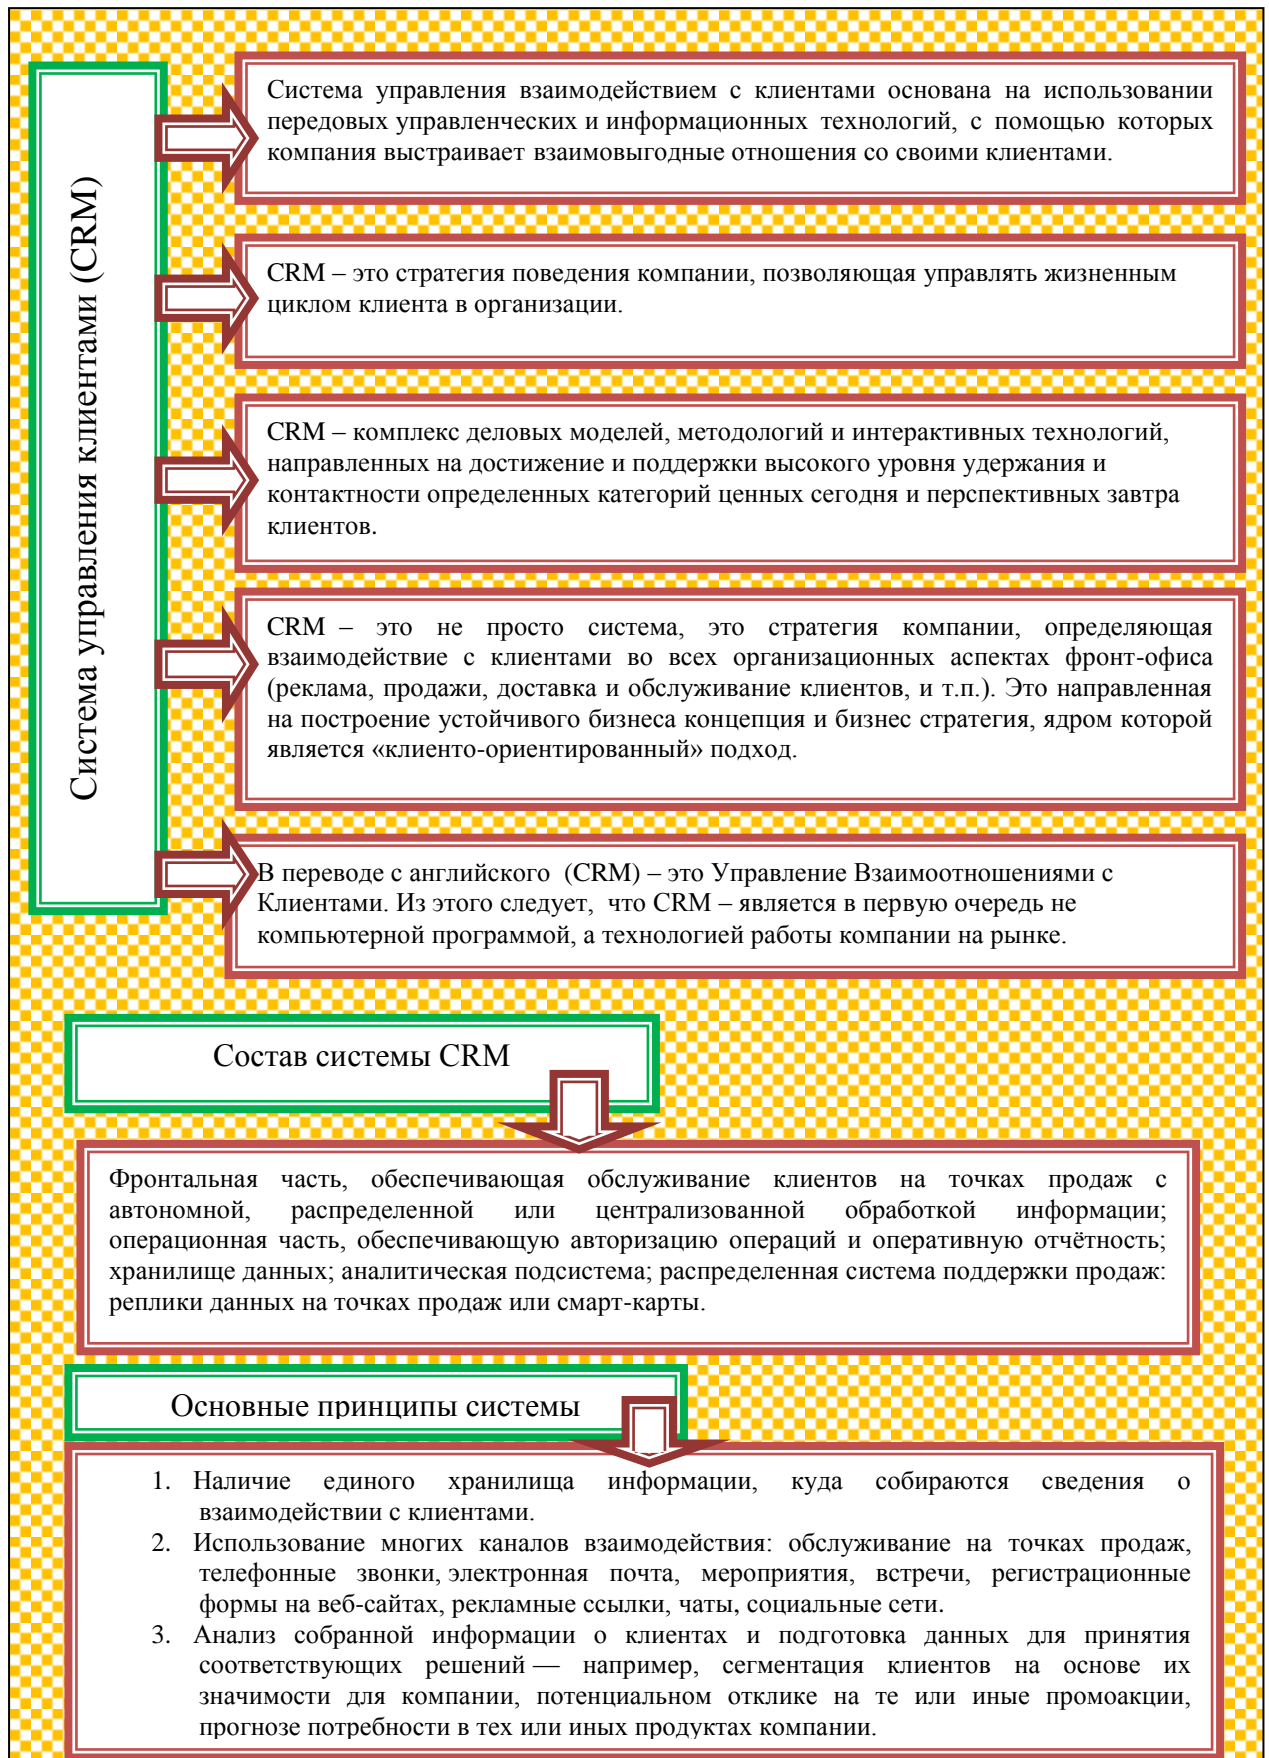 Система управления клиентами (CRM)
Система управления взаимодействием с клиентами основана на использовании
передовых управленческих и информационных технологий, с помощью которых
компания выстраивает взаимовыгодные отношения со своими клиентами.
CRM – это стратегия поведения компании, позволяющая управлять жизненным
циклом клиента в организации.
CRM – комплекс деловых моделей, методологий и интерактивных технологий,
направленных на достижение и поддержки высокого уровня удержания и
контактности определенных категорий ценных сегодня и перспективных завтра
клиентов.
CRM – это не просто система, это стратегия компании, определяющая
взаимодействие с клиентами во всех организационных аспектах фронт-офиса
(реклама, продажи, доставка и обслуживание клиентов, и т.п.). Это направленная
на построение устойчивого бизнеса концепция и бизнес стратегия, ядром которой
является «клиенто-ориентированный» подход.
В переводе с английского (CRM) – это Управление Взаимоотношениями с
Клиентами. Из этого следует, что CRM – является в первую очередь не
компьютерной программой, а технологией работы компании на рынке.
Состав системы CRM
Фронтальная часть, обеспечивающая обслуживание клиентов на точках продаж с
автономной, распределенной или централизованной обработкой информации;
операционная часть, обеспечивающую авторизацию операций и оперативную отчётность;
хранилище данных; аналитическая подсистема; распределенная система поддержки продаж:
реплики данных на точках продаж или смарт-карты.
Основные принципы системы
1. Наличие единого хранилища информации, куда собираются сведения о
взаимодействии с клиентами.
2. Использование многих каналов взаимодействия: обслуживание на точках продаж,
телефонные звонки, электронная почта, мероприятия, встречи, регистрационные
формы на веб-сайтах, рекламные ссылки, чаты, социальные сети.
3. Анализ собранной информации о клиентах и подготовка данных для принятия
соответствующих решений — например, сегментация клиентов на основе их
значимости для компании, потенциальном отклике на те или иные промоакции,
прогнозе потребности в тех или иных продуктах компании.